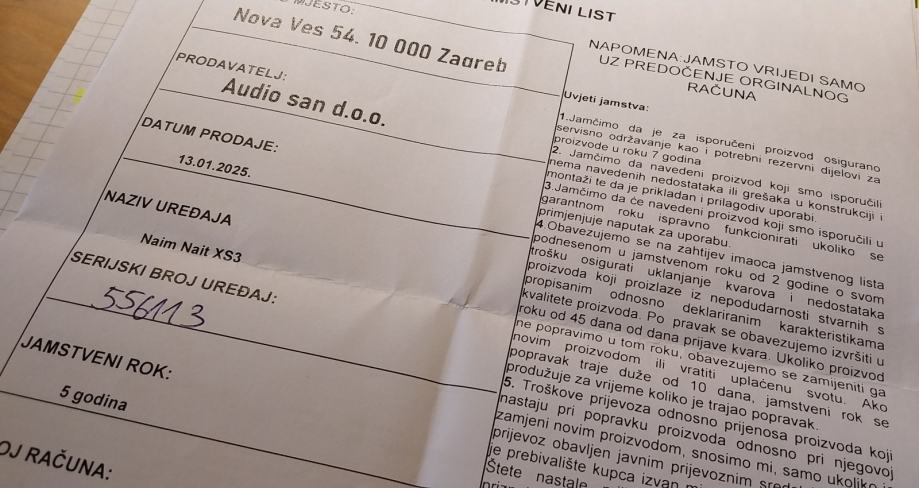 MJESTO:
Nova Ves 54. 10 000 Zagreb
PRODAVATELJ:
Audio san d.o.o.
DATUM PRODAJE:
13.01.2025.
NAZIV UREĐAJA
Naim Nait XS3
SERIJSKI BROJ UREĐAJ:
556113
JAMSTVENI ROK:
5 godina
OJ RAČUNA:
MSTVENI LIST
NAPOMENA:JAMSTO VRIJEDI SAMO
UZ PREDOČENJE ORGINALNOG
RAČUNA
Uvjeti jamstva:
1.Jamčimo da je za isporučeni proizvod osigurano
servisno održavanje kao i potrebni rezervni dijelovi za
proizvode u roku 7 godina
2. Jamčimo da navedeni proizvod koji smo isporučili
nema navedenih nedostataka ili grešaka u konstrukciji i
montaži te da je prikladan i prilagodiv uporabi.
3.Jamčimo da će navedeni proizvod koji smo isporučili u
garantnom roku ispravno funkcionirati ukoliko se
primjenjuje naputak za uporabu.
4.Obavezujemo se na zahtijev imaoca jamstvenog lista
podnesenom u jamstvenom roku od 2 godine o svom
trošku osigurati uklanjanje kvarova i nedostataka
proizvoda koji proizlaze iz nepodudarnosti stvarnih s
propisanim odnosno deklariranim karakteristikama
kvalitete proizvoda. Po pravak se obavezujemo izvršiti u
roku od 45 dana od dana prijave kvara. Ukoliko proizvod
ne popravimo u tom roku, obavezujemo se zamijeniti ga
novim proizvodom ili vratiti uplaćenu svotu. Ako
popravak traje duže od 10 dana, jamstveni rok se
produžuje za vrijeme koliko je trajao popravak.
5. Troškove prijevoza odnosno prijenosa proizvoda koji
nastaju pri popravku proizvoda odnosno pri njegovoj
zamjeni novim proizvodom, snosimo mi, samo ukoliko je
prijevoz obavljen javnim prijevoznim
je prebivalište kupca izvan
Štete nastale